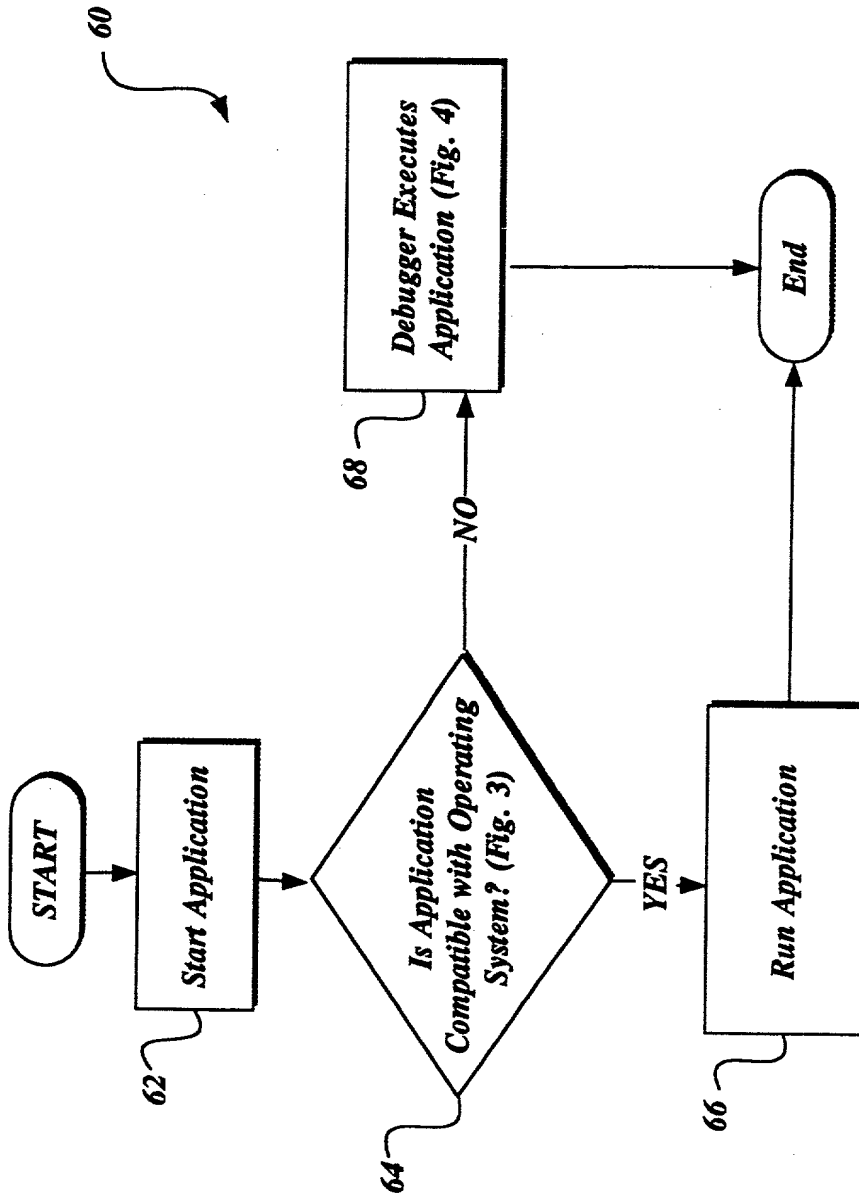 60
START
62
Start Application
64
Is Application
Compatible with Operating
System? (Fig. 3)
NO
68
Debugger Executes
Application (Fig. 4)
YES
66
Run Application
End